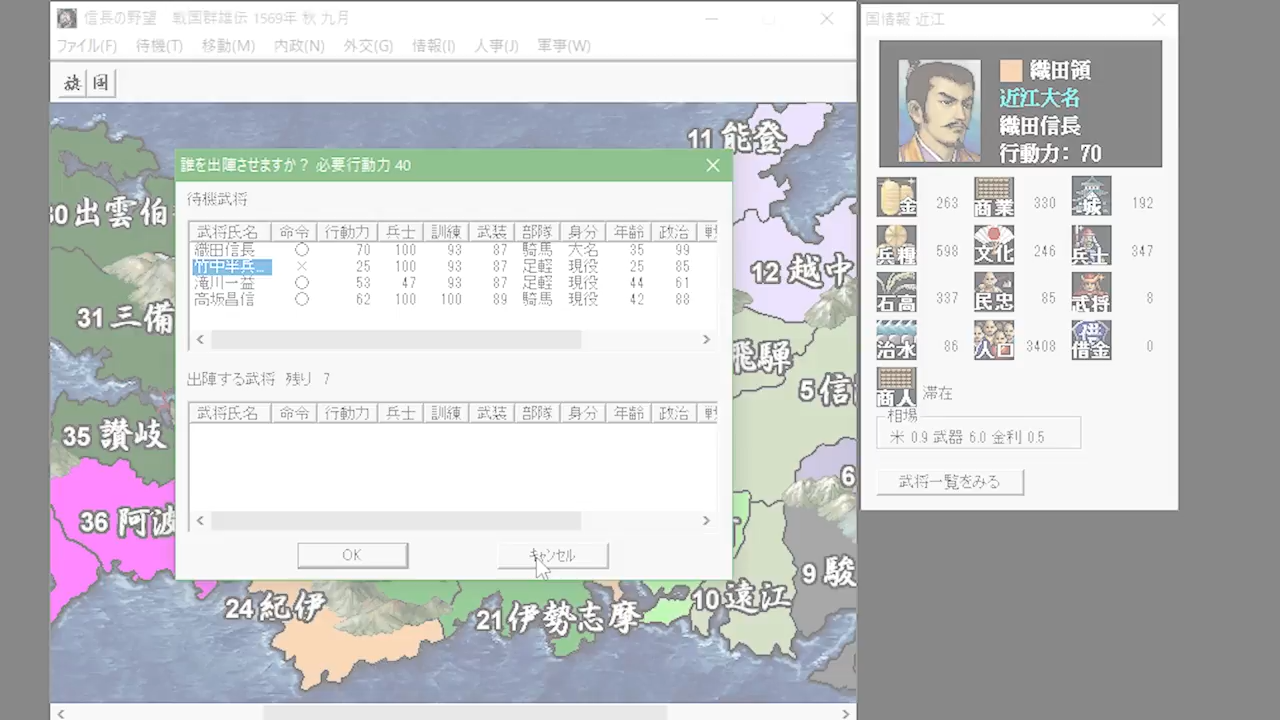 信長の野望　戦国群雄伝 1569年 秋 九月
ファイル(F) 待機(T) 移動(M) 内政(N) 外交(G) 情報(I) 人事(J) 軍事(W)
旗 国
11 能登
30 出雲伯
31 三備
12 越中
飛騨
5 信
35 讃岐
36 阿波
6
9 駿
24 紀伊
21 伊勢志摩
10 遠江
誰を出陣させますか？ 必要行動力 40
待機武将
武将氏名 命令 行動力 兵士 訓練 武装 部隊 身分 年齢 政治 戦
織田信長 ○ 70 100 93 87 騎馬 大名 35 99
竹中半兵... × 25 100 93 87 足軽 現役 25 85
滝川一益 ○ 53 47 93 87 足軽 現役 44 61
高坂昌信 ○ 62 100 100 89 騎馬 現役 42 88
出陣する武将 残り 7
武将氏名 命令 行動力 兵士 訓練 武装 部隊 身分 年齢 政治 戦
OK キャンセル
国情報 近江
織田領
近江大名
織田信長
行動力: 70
金 263 商業 330 城 192
兵糧 598 文化 246 兵士 347
石高 337 民忠 85 武将 8
治水 86 人口 3408 借金 0
商人 滞在
相場
米 0.9 武器 6.0 金利 0.5
武将一覧をみる